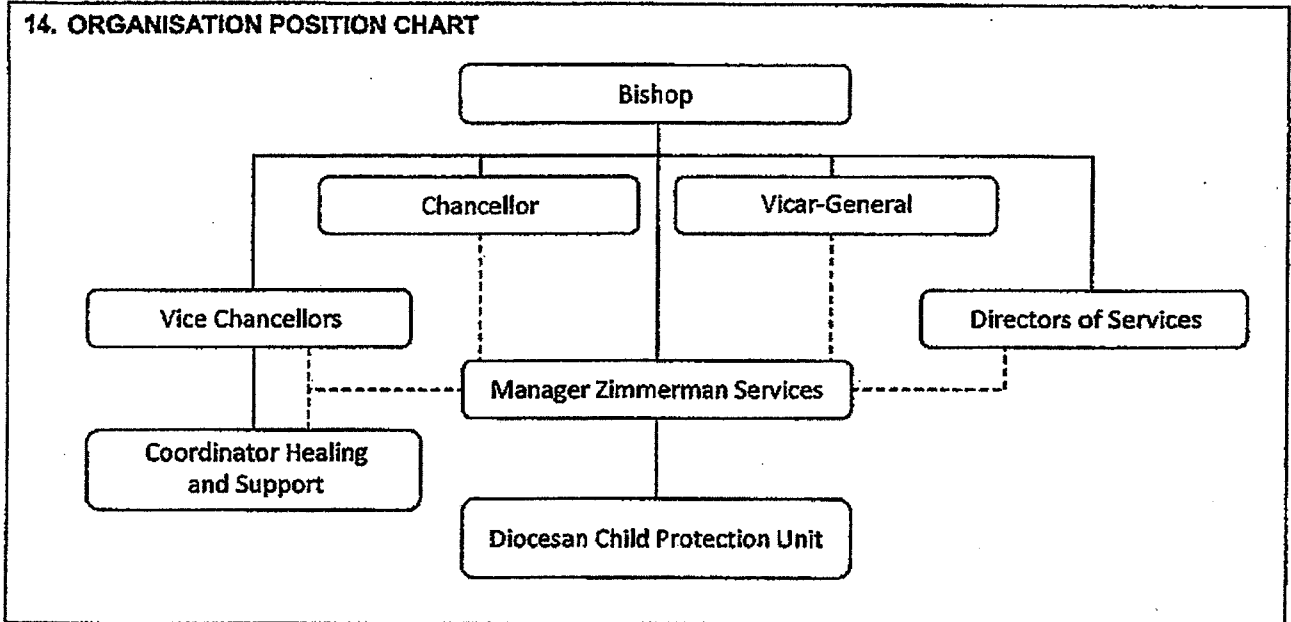 14. ORGANISATION POSITION CHART
Bishop
Chancellor
Vicar-General
Vice Chancellors
Directors of Services
Manager Zimmerman Services
Coordinator Healing
and Support
Diocesan Child Protection Unit